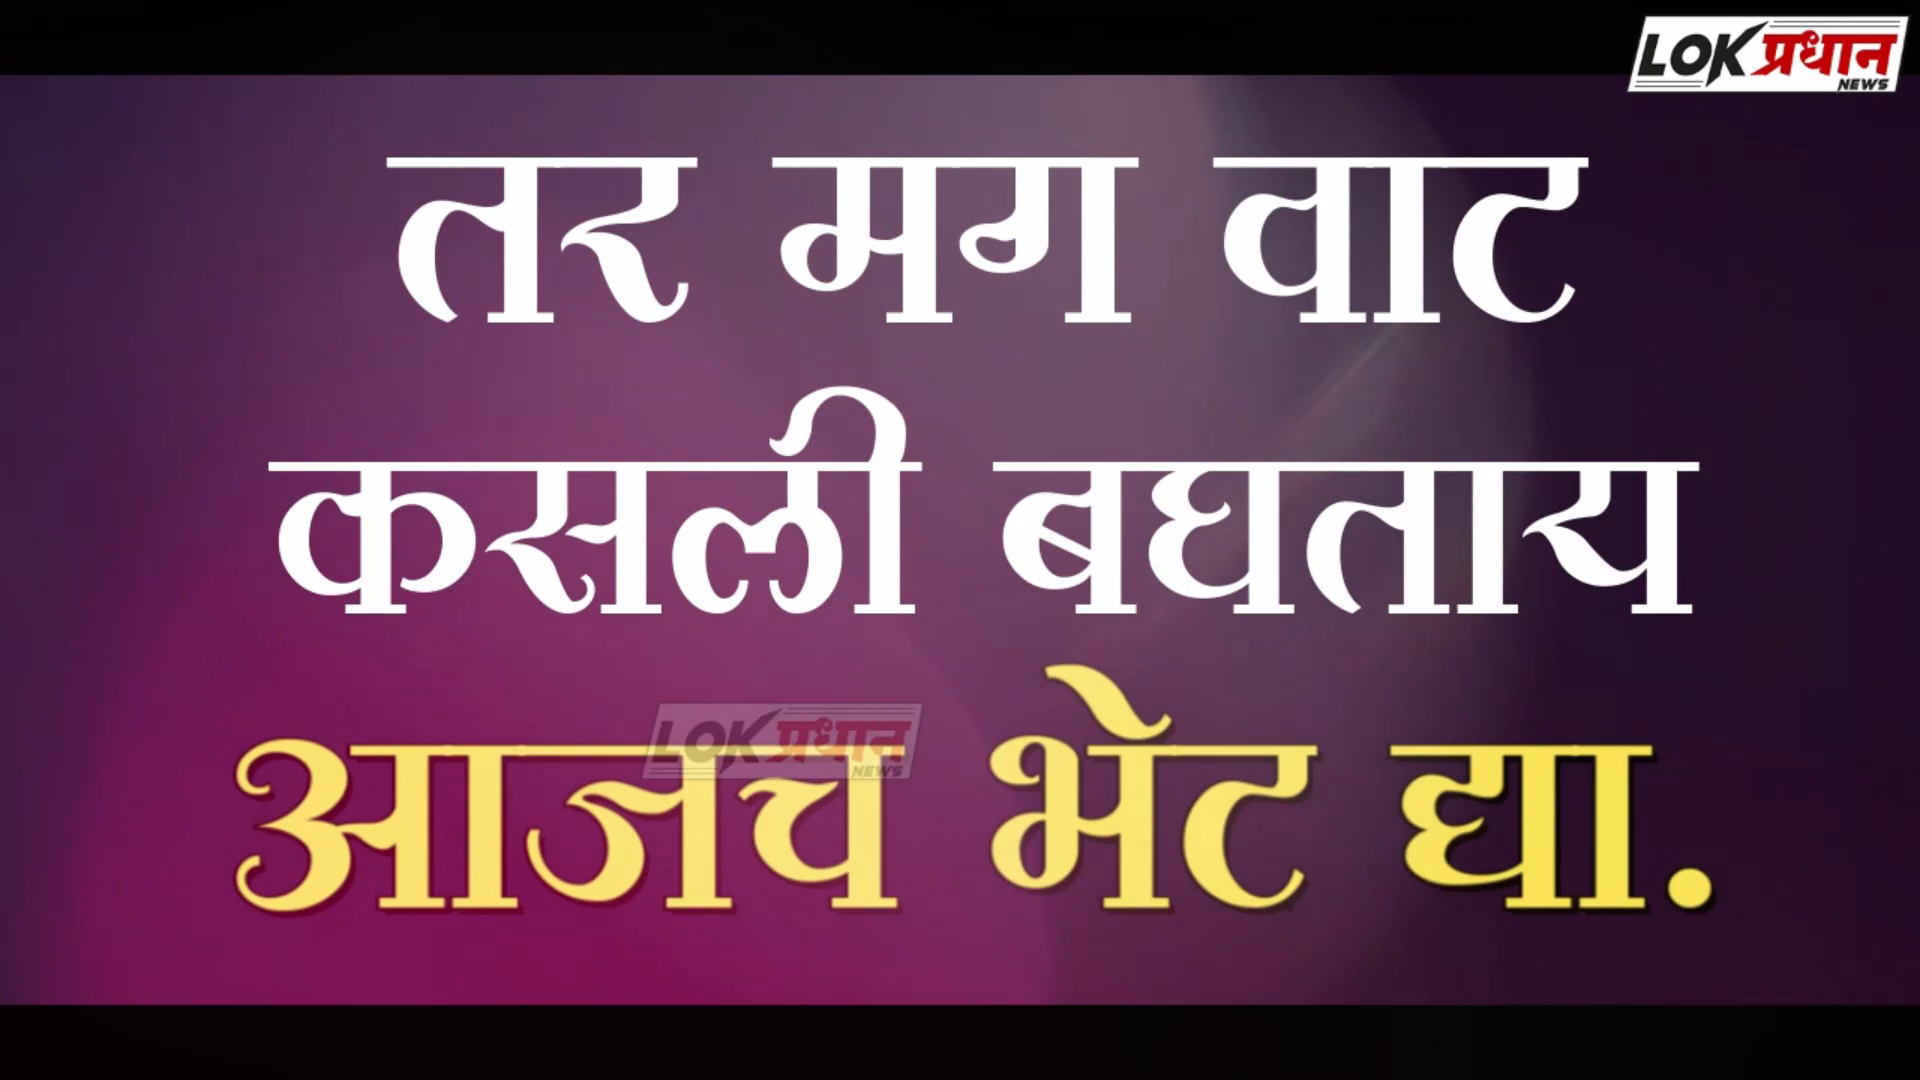 LOK प्रधान
NEWS
तर मग वाट
कसली बघताय
LOK प्रधान
NEWS
आजच भेट द्या.